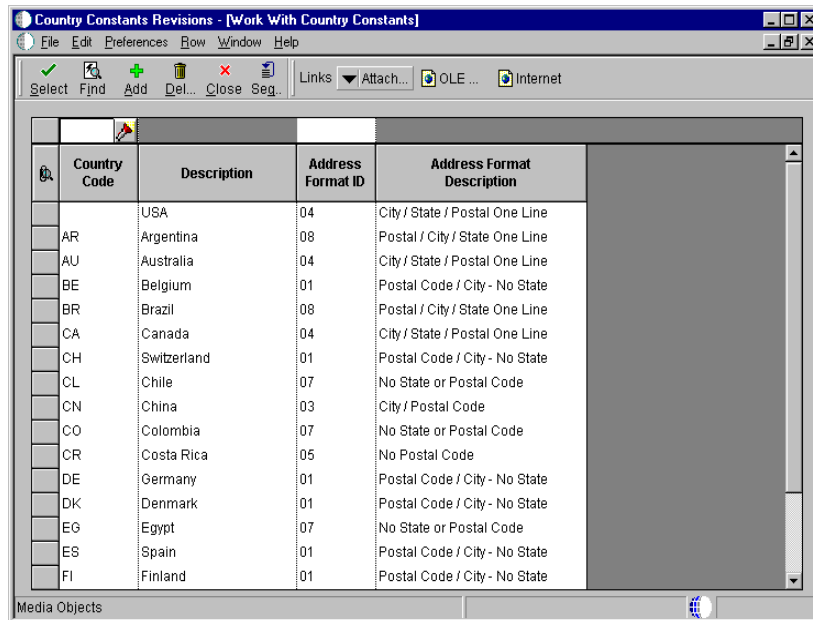 Country Constants Revisions - [Work With Country Constants]
File Edit Preferences Row Window Help
Select Find Add Del... Close Seq.. Links Attach... OLE ... Internet
Country Code Description Address Format ID Address Format Description
USA 04 City / State / Postal One Line
AR Argentina 08 Postal / City / State One Line
AU Australia 04 City / State / Postal One Line
BE Belgium 01 Postal Code / City - No State
BR Brazil 08 Postal / City / State One Line
CA Canada 04 City / State / Postal One Line
CH Switzerland 01 Postal Code / City - No State
CL Chile 07 No State or Postal Code
CN China 03 City / Postal Code
CO Colombia 07 No State or Postal Code
CR Costa Rica 05 No Postal Code
DE Germany 01 Postal Code / City - No State
DK Denmark 01 Postal Code / City - No State
EG Egypt 07 No State or Postal Code
ES Spain 01 Postal Code / City - No State
FI Finland 01 Postal Code / City - No State
Media Objects